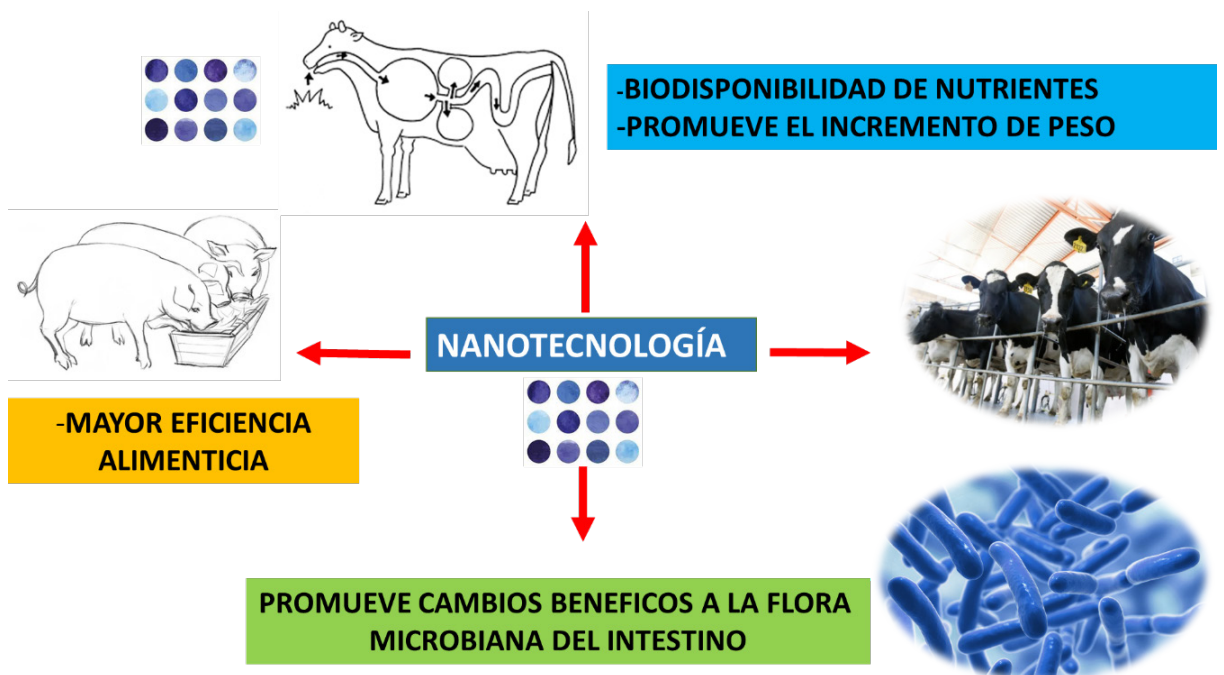 -BIODISPONIBILIDAD DE NUTRIENTES
-PROMUEVE EL INCREMENTO DE PESO
NANOTECNOLOGÍA
-MAYOR EFICIENCIA
ALIMENTICIA
PROMUEVE CAMBIOS BENEFICOS A LA FLORA
MICROBIANA DEL INTESTINO